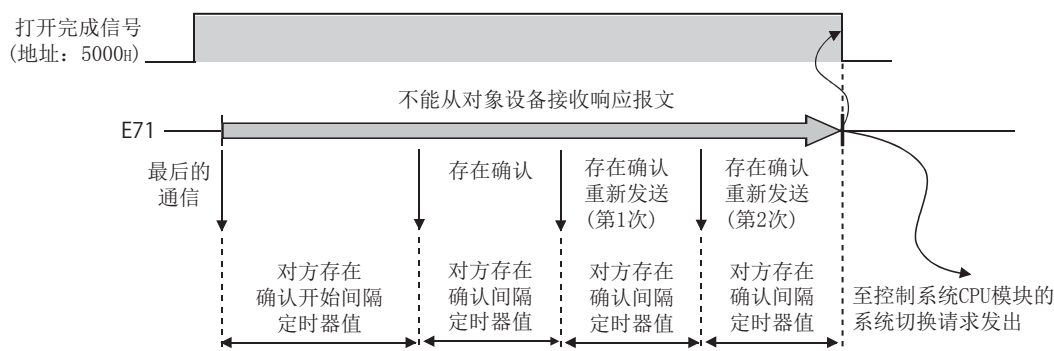 打开完成信号
(地址：5000H)
不能从对象设备接收响应报文
E71
最后的
通信
存在确认
存在确认
重新发送
(第1次)
存在确认
重新发送
(第2次)
对方存在
确认开始间隔
定时器值
对方存在
确认间隔
定时器值
对方存在
确认间隔
定时器值
对方存在
确认间隔
定时器值
至控制系统CPU模块的
系统切换请求发出